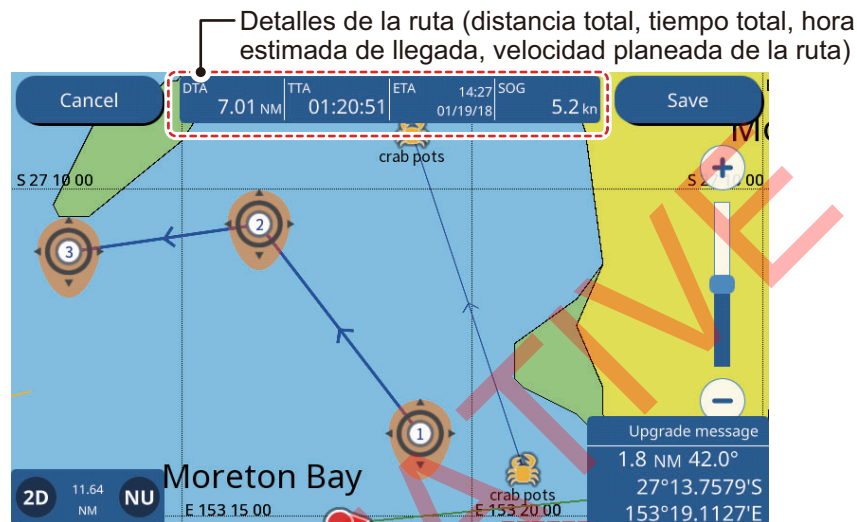 Detalles de la ruta (distancia total, tiempo total, hora
estimada de llegada, velocidad planeada de la ruta)
Cancel
DTA
7.01 NM
TTA
01:20:51
ETA
14:27
01/19/18
SOG
5.2 kn
Save
crab pots
S 27 10 00
2
3
1
Upgrade message
1.8 NM 42.0°
27°13.7579'S
153°19.1127'E
Moreton Bay
crab pots
2D
11.64
NM
NU
E 153 15 00
E 153 20 00